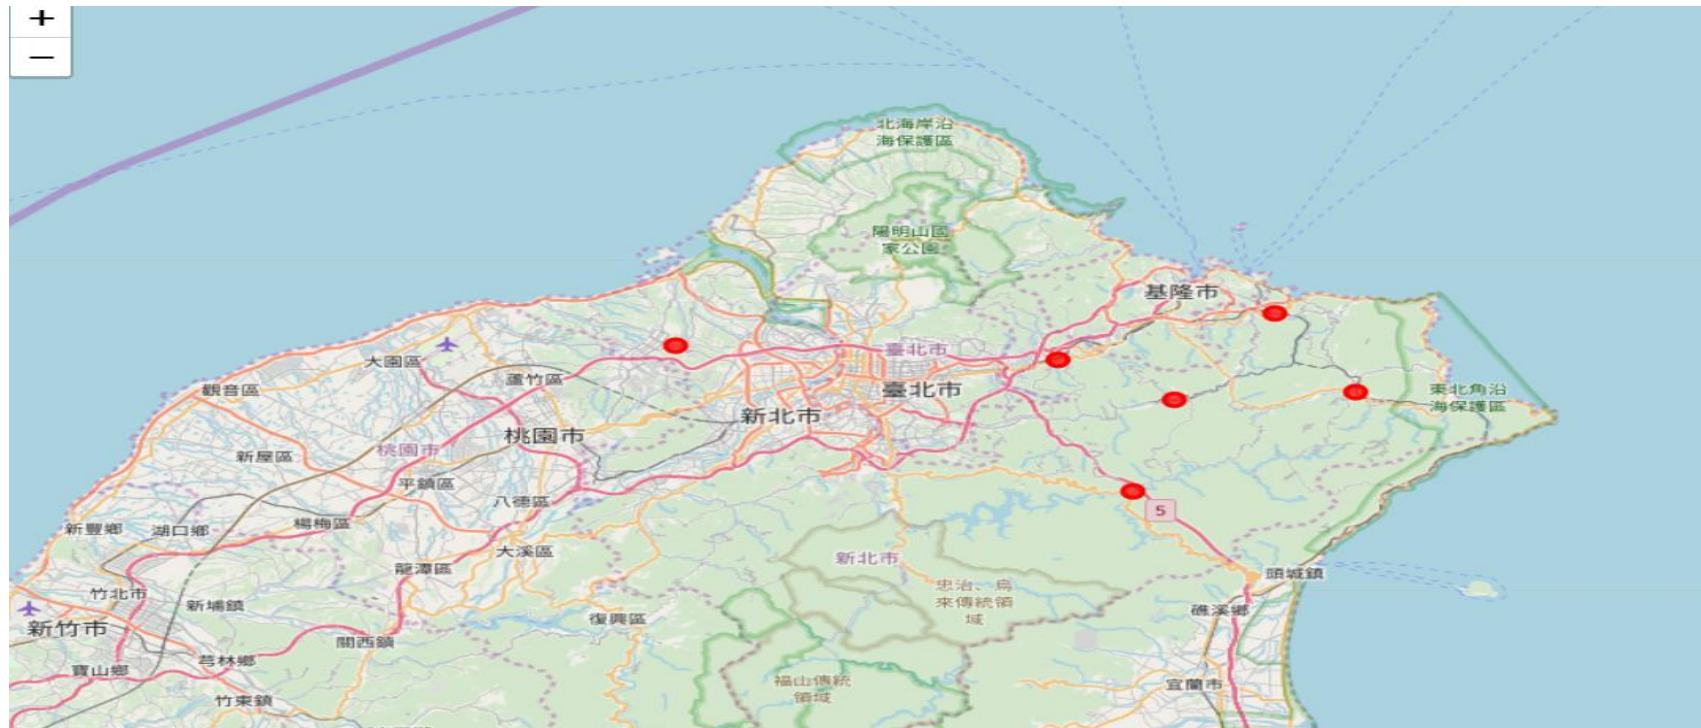 +
−
北海岸沿
海保護區
陽明山國
家公園
基隆市
臺北市
大園區
蘆竹區
觀音區
臺北市
東北角沿
海保護區
新北市
桃園市
桃園市
新屋區
平鎮區
八德區
5
新豐鄉
湖口鄉
楊梅區
大溪區
新北市
龍潭區
頭城鎮
忠治、烏
來傳統領
域
竹北市
新埔鎮
復興區
礁溪鄉
新竹市
關西鎮
芎林鄉
寶山鄉
福山傳統
領域
宜蘭市
竹東鎮